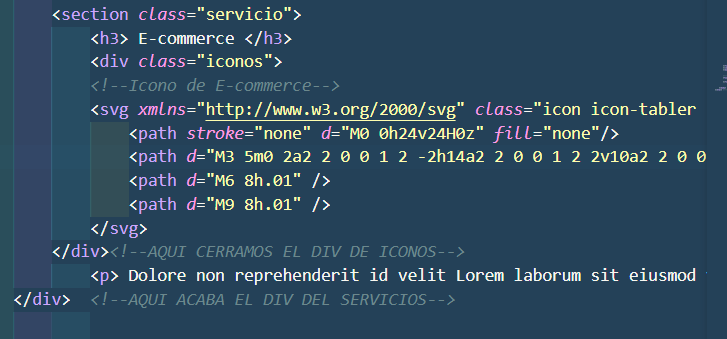 <section class="servicio">
<h3> E-commerce </h3>
<div class="iconos">
<!--Icono de E-commerce-->
<svg xmlns="http://www.w3.org/2000/svg" class="icon icon-tabler
<path stroke="none" d="M0 0h24v24H0z" fill="none"/>
<path d="M3 5m0 2a2 2 0 0 1 2 -2h14a2 2 0 0 1 2 2v10a2 2 0 0
<path d="M6 8h.01" />
<path d="M9 8h.01" />
</svg>
</div><!--AQUI CERRAMOS EL DIV DE ICONOS-->
<p> Dolore non reprehenderit id velit Lorem laborum sit eiusmod
</div> <!--AQUI ACABA EL DIV DEL SERVICIOS-->